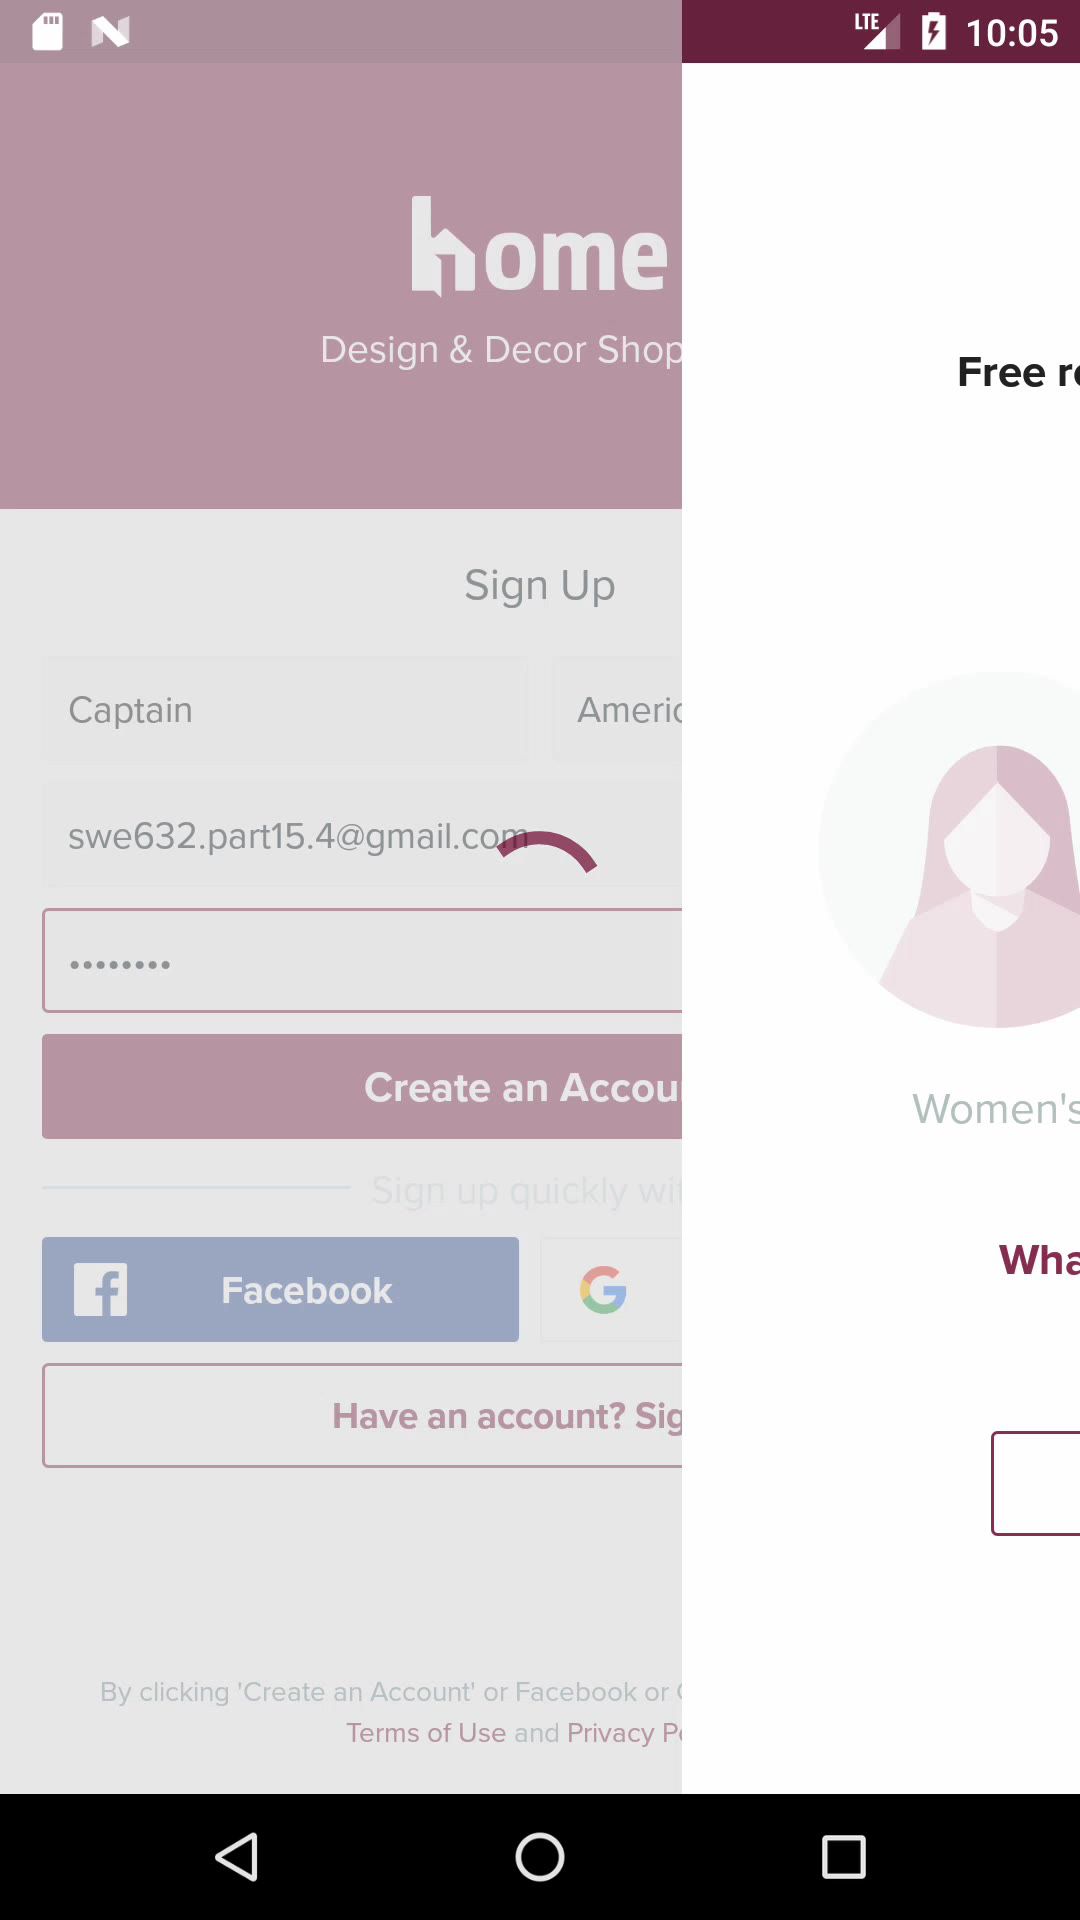 LTE 10:05
home
Design & Decor Shop
Free r
Sign Up
Captain
Americ
swe632.part15.4@gmail.com
••••••••
Create an Accou
Women's
Sign up quickly wit
Wha
Facebook
G
Have an account? Sig
By clicking 'Create an Account' or Facebook or
Terms of Use and Privacy Po